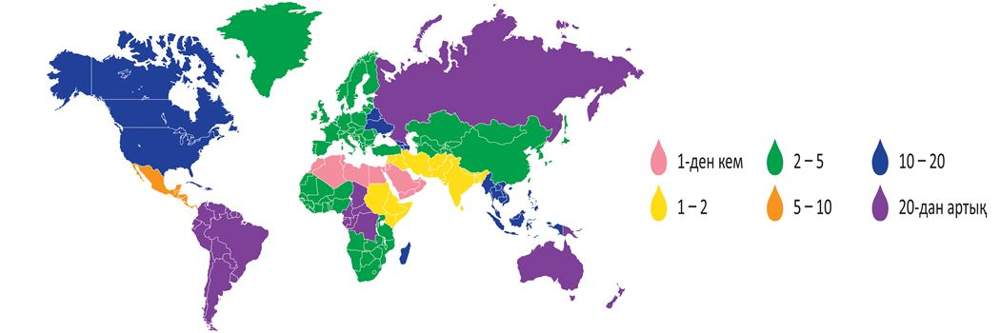 1-ден кем
2 – 5
10 – 20
1 – 2
5 – 10
20-дан артық